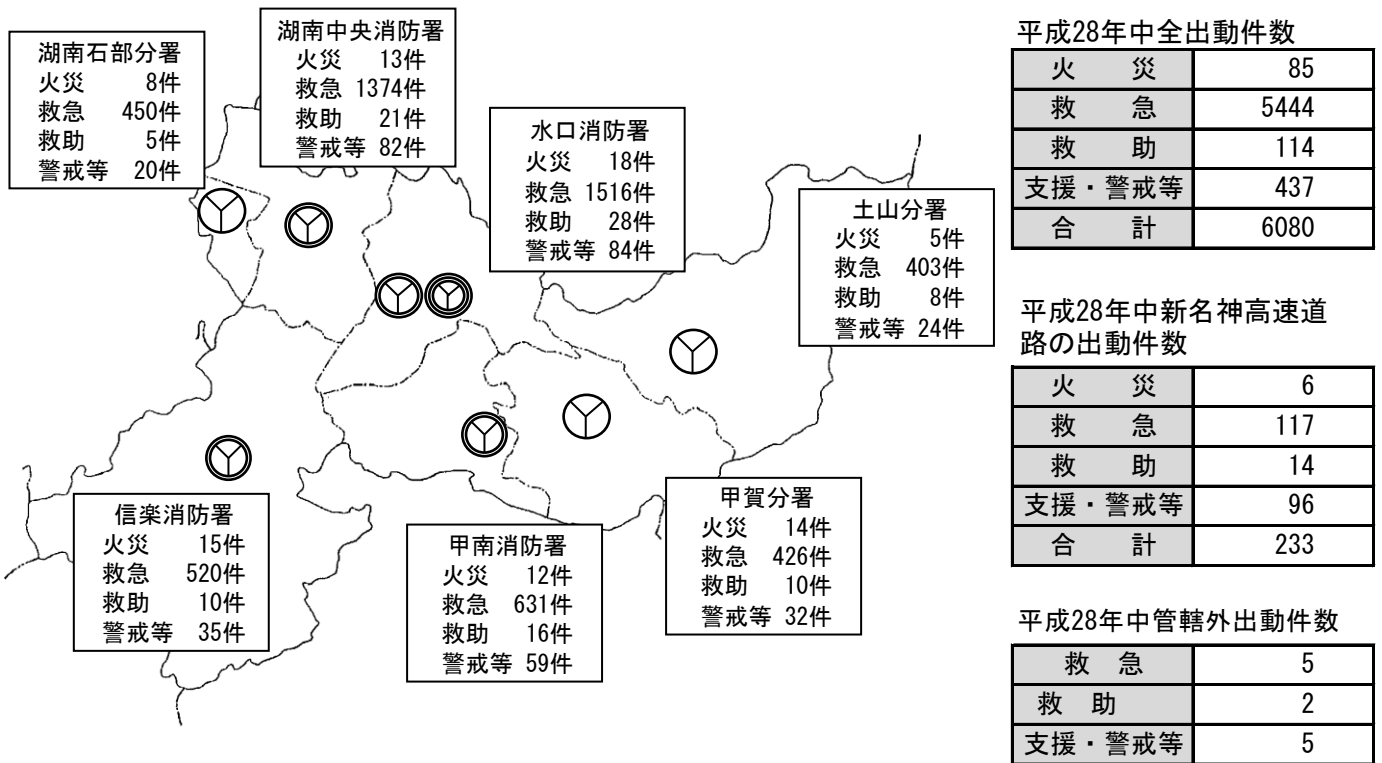 湖南石部分署
火災 8件
救急 450件
救助 5件
警戒等 20件
湖南中央消防署
火災 13件
救急 1374件
救助 21件
警戒等 82件
水口消防署
火災 18件
救急 1516件
救助 28件
警戒等 84件
土山分署
火災 5件
救急 403件
救助 8件
警戒等 24件
信楽消防署
火災 15件
救急 520件
救助 10件
警戒等 35件
甲南消防署
火災 12件
救急 631件
救助 16件
警戒等 59件
甲賀分署
火災 14件
救急 426件
救助 10件
警戒等 32件
平成28年中全出動件数
火 災 85
救 急 5444
救 助 114
支援・警戒等 437
合 計 6080
平成28年中新名神高速道
路の出動件数
火 災 6
救 急 117
救 助 14
支援・警戒等 96
合 計 233
平成28年中管轄外出動件数
救 急 5
救 助 2
支援・警戒等 5